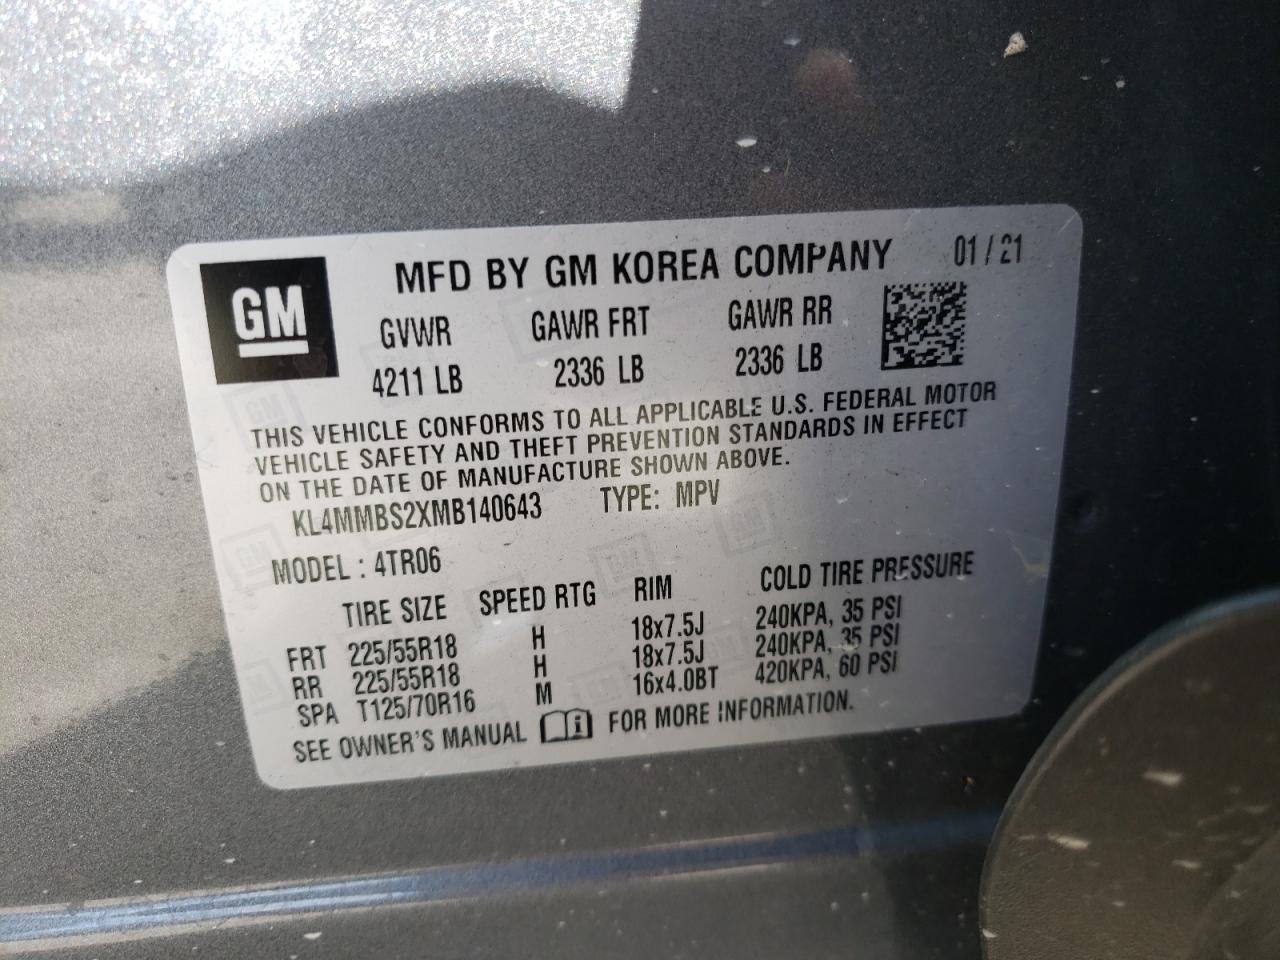 GM
MFD BY GM KOREA COMPANY 01 / 21
GVWR GAWR FRT GAWR RR
4211 LB 2336 LB 2336 LB
THIS VEHICLE CONFORMS TO ALL APPLICABLE U.S. FEDERAL MOTOR
VEHICLE SAFETY AND THEFT PREVENTION STANDARDS IN EFFECT
ON THE DATE OF MANUFACTURE SHOWN ABOVE.
KL4MMBS2XMB140643 TYPE: MPV
MODEL : 4TR06
TIRE SIZE SPEED RTG RIM COLD TIRE PRESSURE
FRT 225/55R18 H 18x7.5J 240KPA, 35 PSI
RR 225/55R18 H 18x7.5J 240KPA, 35 PSI
SPA T125/70R16 M 16x4.0BT 420KPA, 60 PSI
SEE OWNER'S MANUAL i FOR MORE INFORMATION.